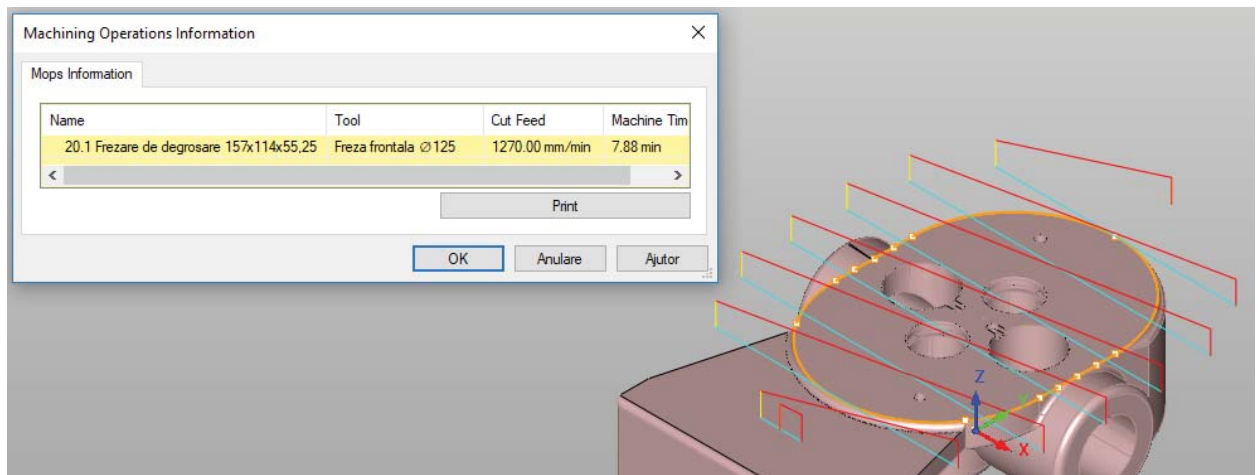 Machining Operations Information
Mops Information
Name Tool Cut Feed Machine Tim
20.1 Frezare de degrosare 157x114x55,25 Freza frontala ∅125 1270.00 mm/min 7.88 min
Print
OK Anulare Ajutor
Z
Y
X